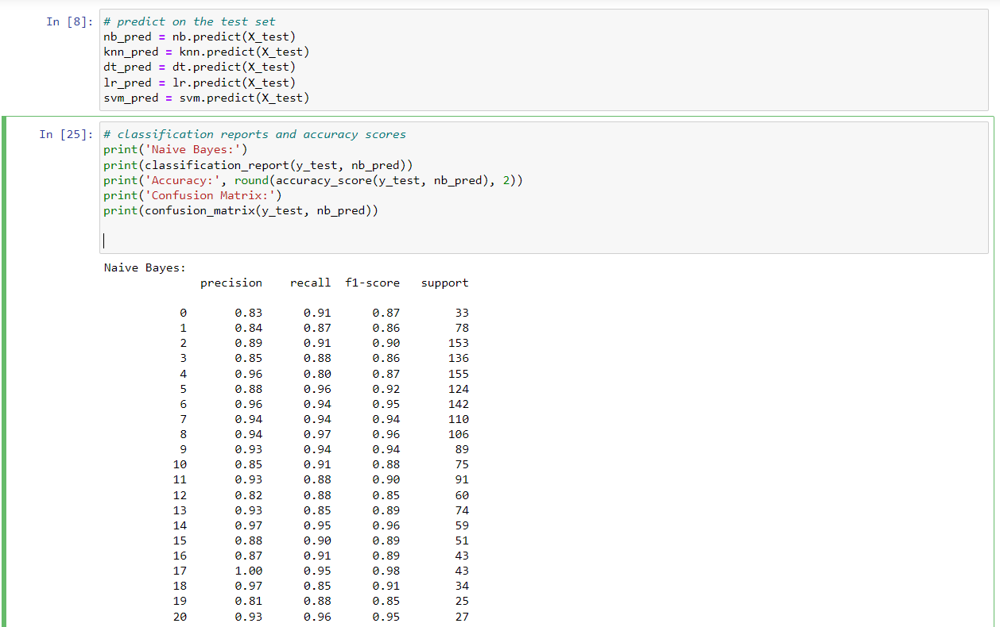 In [8]: # predict on the test set
nb_pred = nb.predict(X_test)
knn_pred = knn.predict(X_test)
dt_pred = dt.predict(X_test)
lr_pred = lr.predict(X_test)
svm_pred = svm.predict(X_test)
In [25]: # classification reports and accuracy scores
print('Naive Bayes:')
print(classification_report(y_test, nb_pred))
print('Accuracy:', round(accuracy_score(y_test, nb_pred), 2))
print('Confusion Matrix:')
print(confusion_matrix(y_test, nb_pred))
Naive Bayes:
precision recall f1-score support
0 0.83 0.91 0.87 33
1 0.84 0.87 0.86 78
2 0.89 0.91 0.90 153
3 0.85 0.88 0.86 136
4 0.96 0.80 0.87 155
5 0.88 0.96 0.92 124
6 0.96 0.94 0.95 142
7 0.94 0.94 0.94 110
8 0.94 0.97 0.96 106
9 0.93 0.94 0.94 89
10 0.85 0.91 0.88 75
11 0.93 0.88 0.90 91
12 0.82 0.88 0.85 60
13 0.93 0.85 0.89 74
14 0.97 0.95 0.96 59
15 0.88 0.90 0.89 51
16 0.87 0.91 0.89 43
17 1.00 0.95 0.98 43
18 0.97 0.85 0.91 34
19 0.81 0.88 0.85 25
20 0.93 0.96 0.95 27